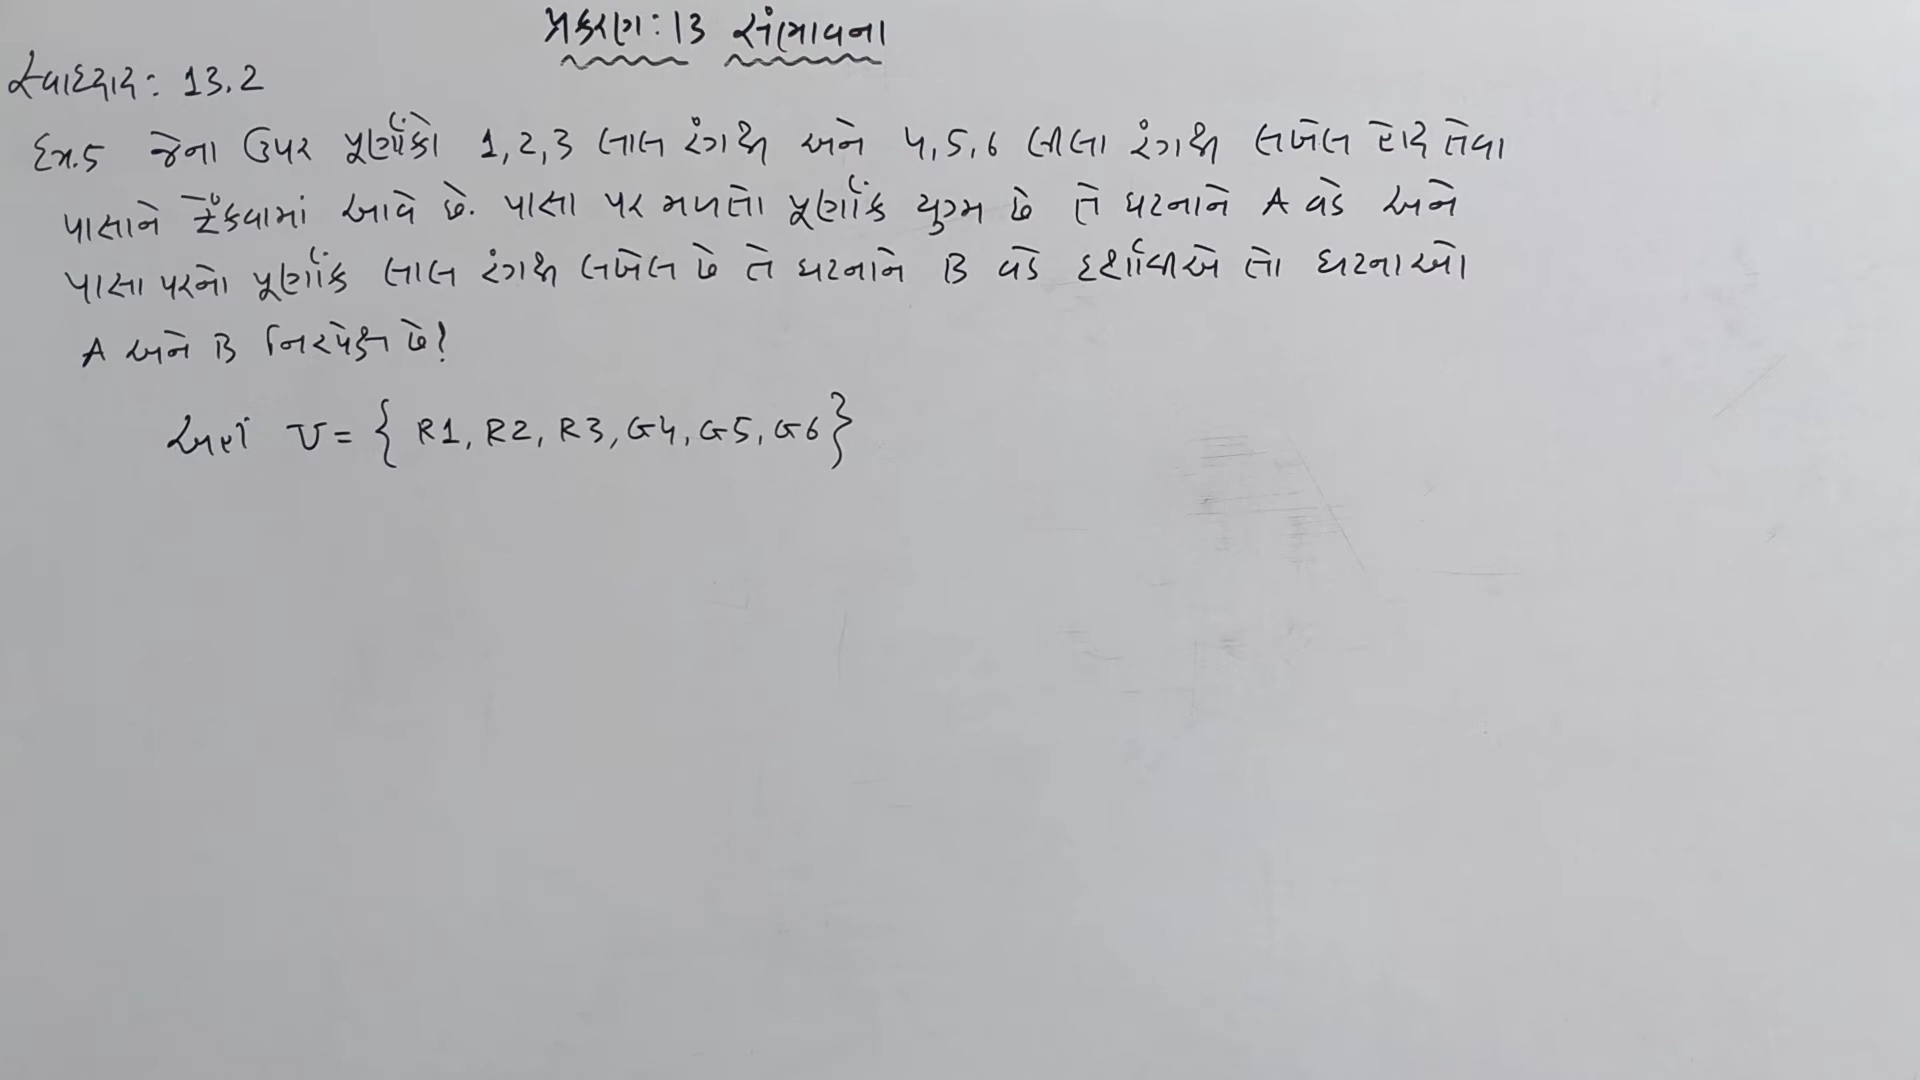 પ્રકરણ: 13 સંભાવના
સ્વાધ્યાય: 13.2
Ex.5 જેના ઉપર પૂર્ણાંકો 1, 2, 3 લાલ રંગથી અને 4, 5, 6 લીલા રંગથી લખેલ હોય તેવા
પાસાને ફેંકવામાં આવે છે. પાસા પર મળતો પૂર્ણાંક યુગ્મ છે તે ઘટનાને A વડે અને
પાસા પરનો પૂર્ણાંક લાલ રંગથી લખેલ છે તે ઘટનાને B વડે દર્શાવીએ તો ઘટનાઓ
A અને B નિરપેક્ષ છે?
અહીં U = { R1, R2, R3, G4, G5, G6 }